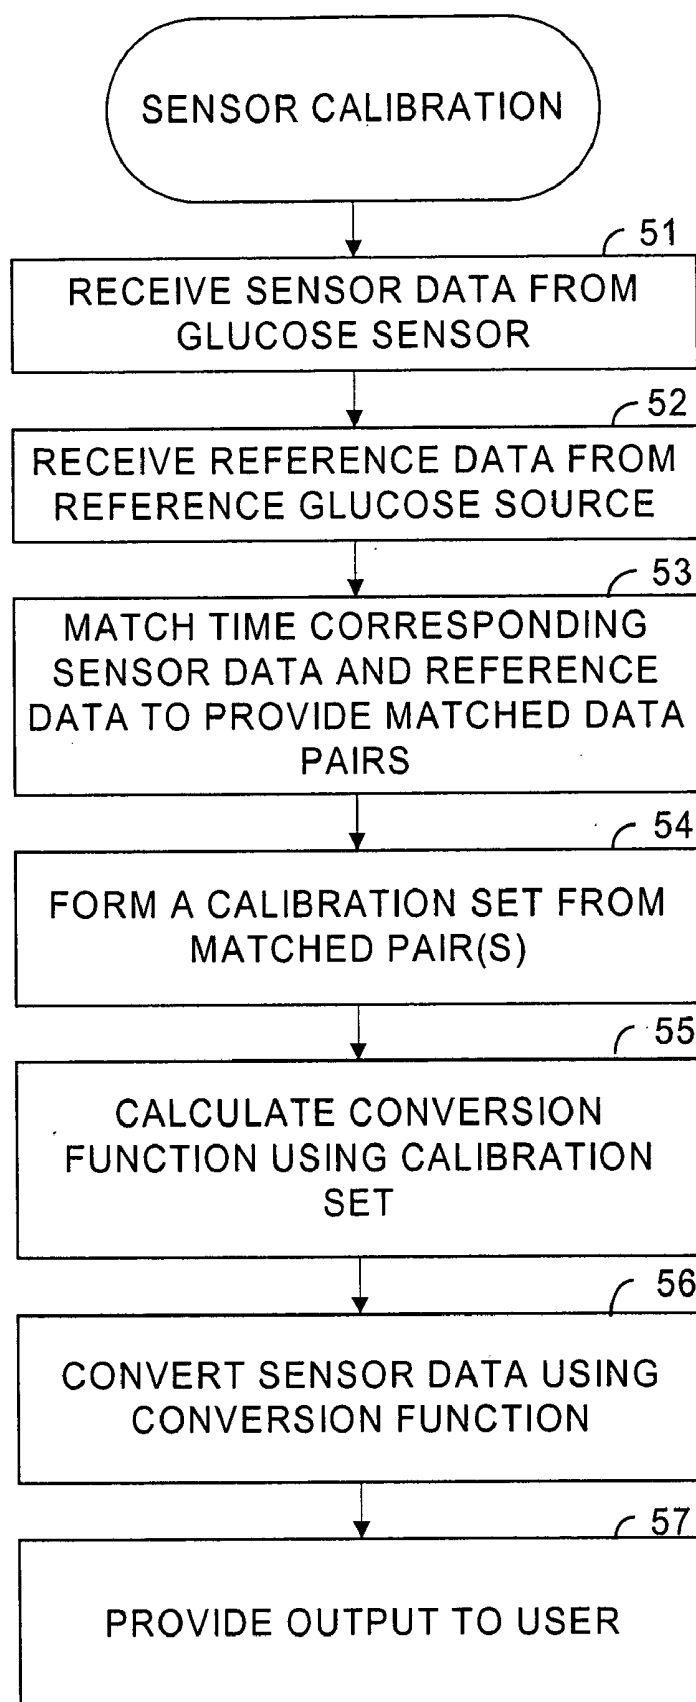 SENSOR CALIBRATION
51
RECEIVE SENSOR DATA FROM
GLUCOSE SENSOR
52
RECEIVE REFERENCE DATA FROM
REFERENCE GLUCOSE SOURCE
53
MATCH TIME CORRESPONDING
SENSOR DATA AND REFERENCE
DATA TO PROVIDE MATCHED DATA
PAIRS
54
FORM A CALIBRATION SET FROM
MATCHED PAIR(S)
55
CALCULATE CONVERSION
FUNCTION USING CALIBRATION
SET
56
CONVERT SENSOR DATA USING
CONVERSION FUNCTION
57
PROVIDE OUTPUT TO USER